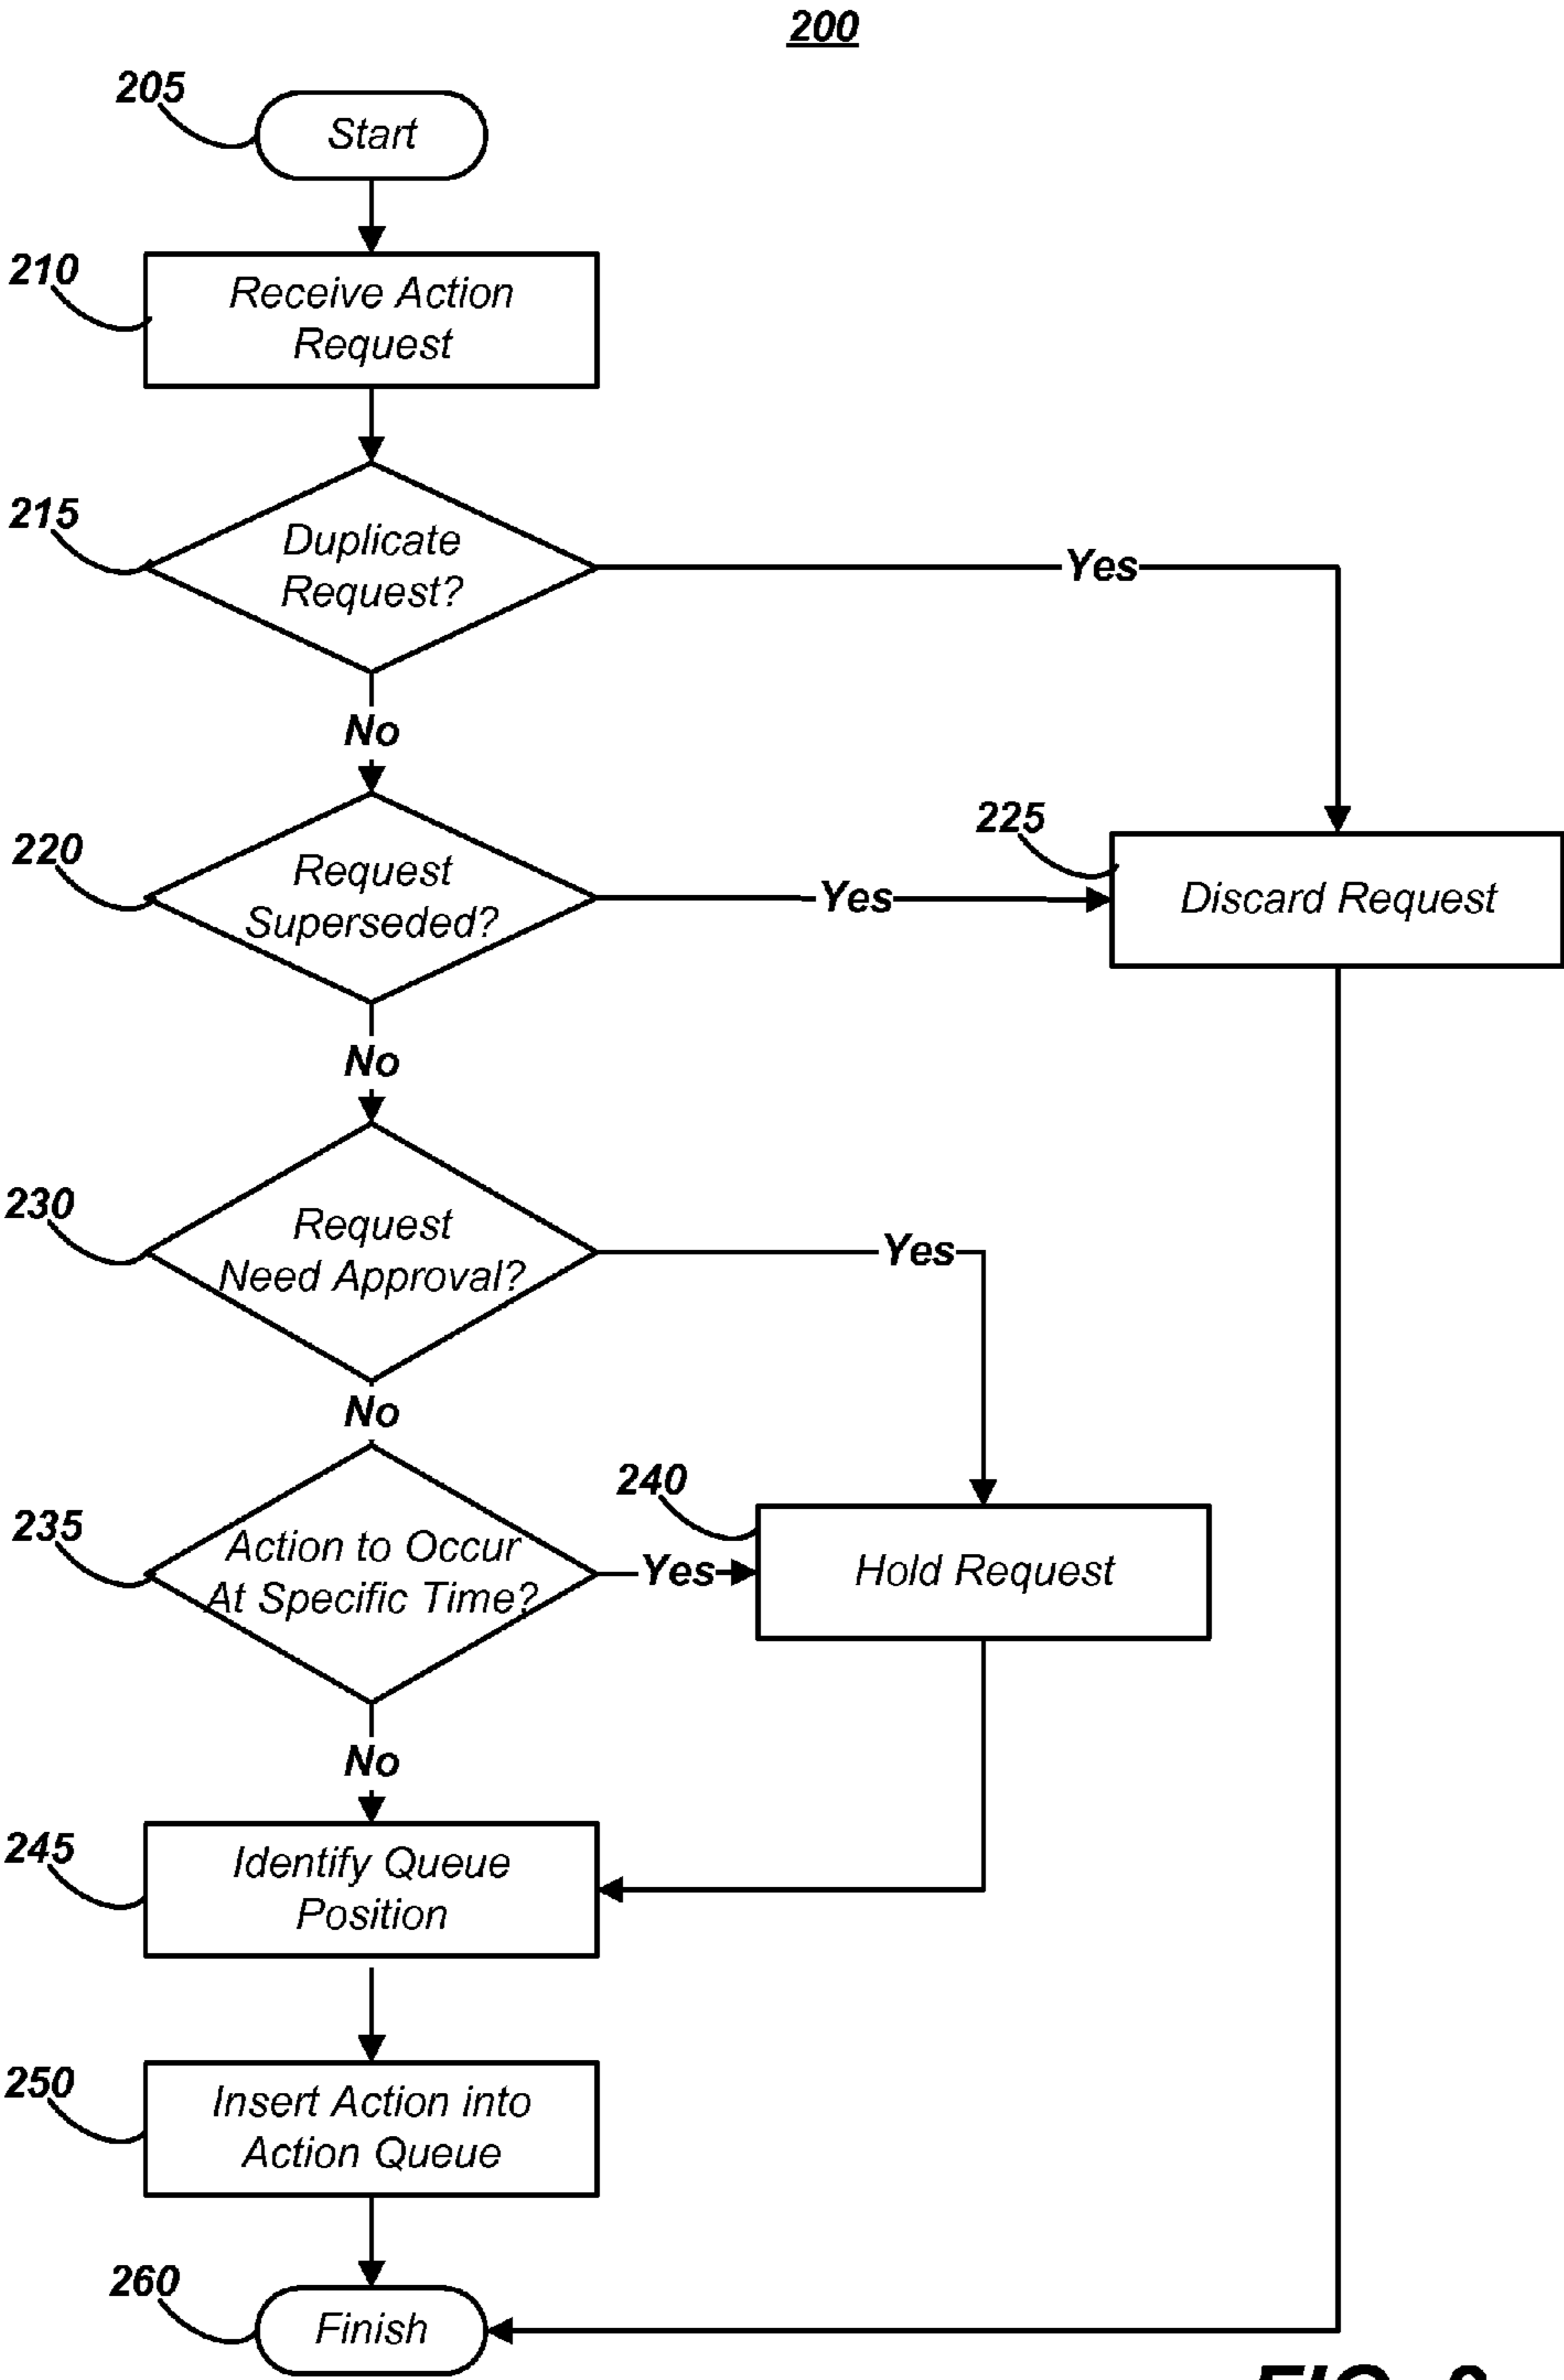 200
205
Start
210
Receive Action
Request
215
Duplicate
Request?
Yes
No
220
Request
Superseded?
Yes
225
Discard Request
No
230
Request
Need Approval?
Yes
No
235
Action to Occur
At Specific Time?
Yes
240
Hold Request
No
245
Identify Queue
Position
250
Insert Action into
Action Queue
260
Finish